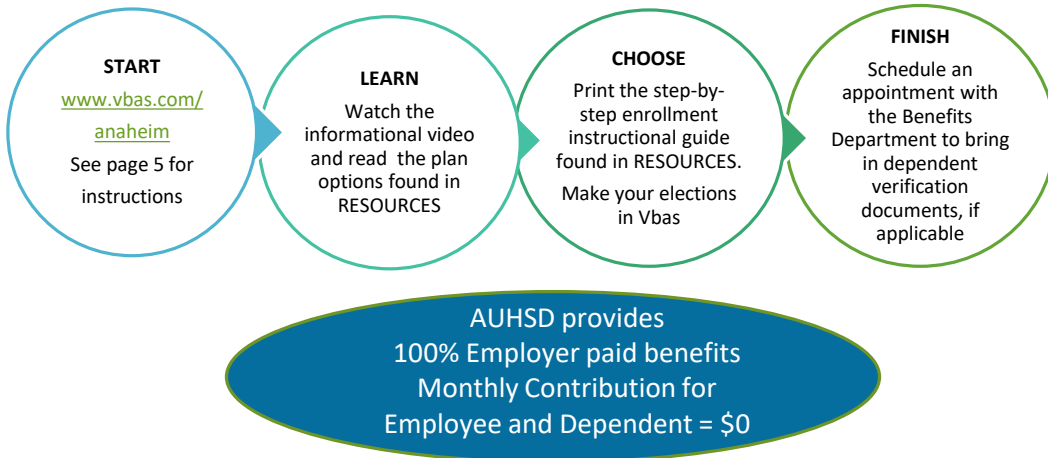 START
www.vbas.com/
anaheim
See page 5 for
instructions
LEARN
Watch the
informational video
and read the plan
options found in
RESOURCES
CHOOSE
Print the step-by-
step enrollment
instructional guide
found in RESOURCES.
Make your elections
in Vbas
FINISH
Schedule an
appointment with
the Benefits
Department to bring
in dependent
verification
documents, if
applicable
AUHSD provides
100% Employer paid benefits
Monthly Contribution for
Employee and Dependent = $0